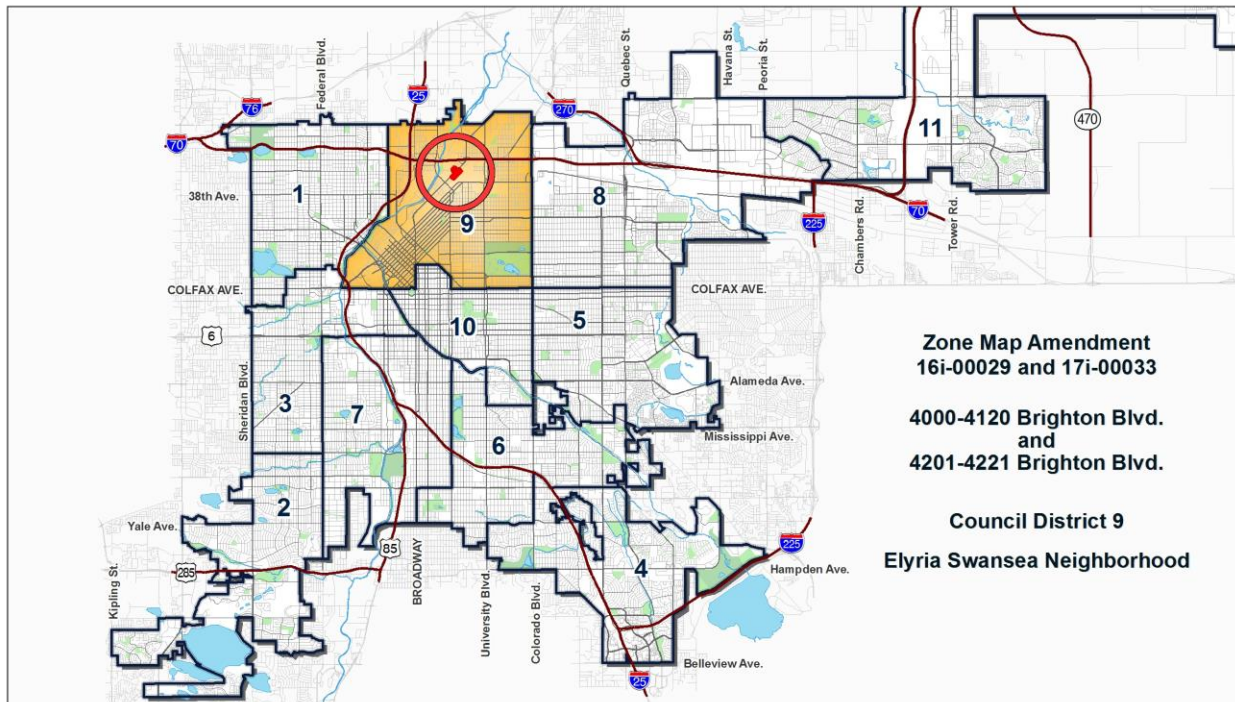 Federal Blvd.
Quebec St.
Havana St.
Peoria St.
76
25
270
70
470
11
38th Ave.
1
8
9
225
70
Chambers Rd.
Tower Rd.
COLFAX AVE.
COLFAX AVE.
6
10
5
Zone Map Amendment
16i-00029 and 17i-00033
4000-4120 Brighton Blvd.
and
4201-4221 Brighton Blvd.
Council District 9
Elyria Swansea Neighborhood
Sheridan Blvd.
3
7
Alameda Ave.
Mississippi Ave.
6
2
Yale Ave.
85
BROADWAY
225
285
4
Hampden Ave.
Kipling St.
University Blvd.
Colorado Blvd.
Belleview Ave.
25